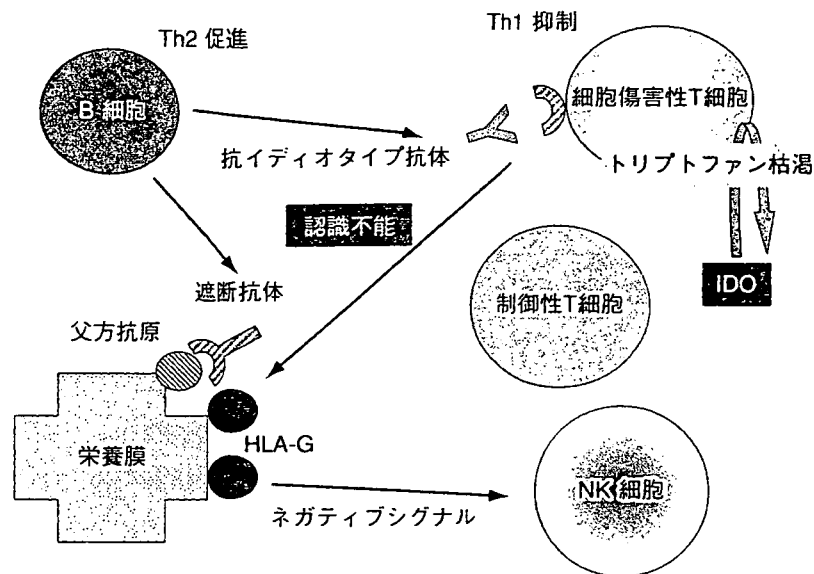 Th2 促進
Th1 抑制
B 細胞
細胞傷害性T細胞
抗イディオタイプ抗体
トリプトファン枯渇
認識不能
IDO
遮断抗体
制御性T細胞
父方抗原
HLA-G
栄養膜
NK 細胞
ネガティブシグナル